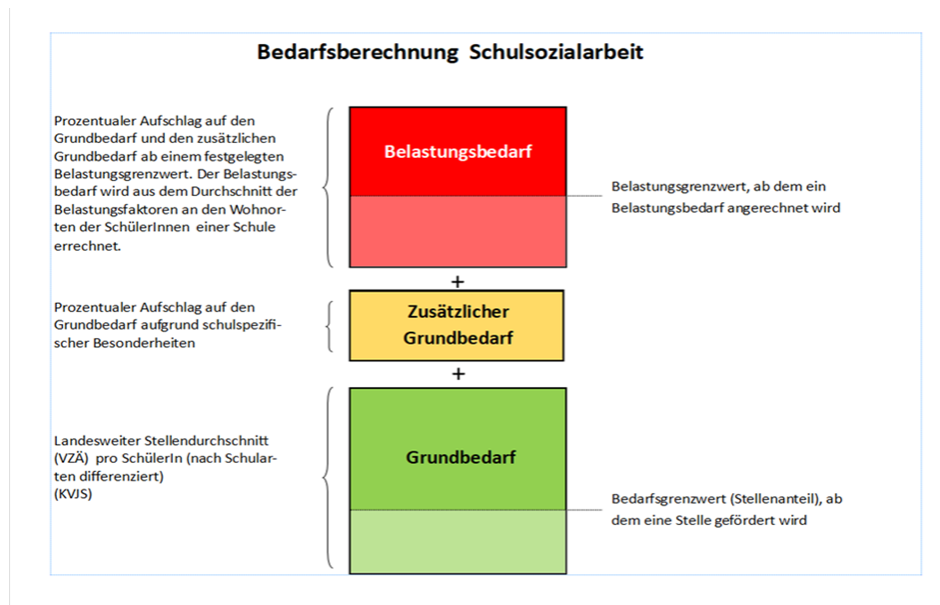 Bedarfsberechnung Schulsozialarbeit
Prozentualer Aufschlag auf den
Grundbedarf und den zusätzlichen
Grundbedarf ab einem festgelegten
Belastungsgrenzwert. Der Belastungs-
bedarf wird aus dem Durchschnitt der
Belastungsfaktoren an den Wohnor-
ten der SchülerInnen einer Schule
errechnet.
Belastungsbedarf
Belastungsgrenzwert, ab dem ein
Belastungsbedarf angerechnet wird
+
Prozentualer Aufschlag auf den
Grundbedarf aufgrund schulspezifi-
scher Besonderheiten
Zusätzlicher
Grundbedarf
+
Landesweiter Stellendurchschnitt
(VZÄ) pro SchülerIn (nach Schular-
ten differenziert)
(KVJS)
Grundbedarf
Bedarfsgrenzwert (Stellenanteil), ab
dem eine Stelle gefördert wird